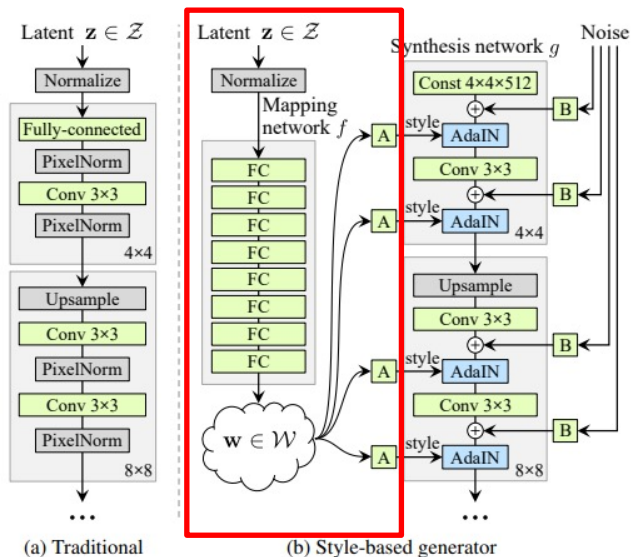 Latent z ∈ Z
Normalize
Fully-connected
PixelNorm
Conv 3×3
PixelNorm
4×4
Upsample
Conv 3×3
PixelNorm
Conv 3×3
PixelNorm
8×8
...
(a) Traditional
Latent z ∈ Z
Normalize
Mapping
network f
FC
FC
FC
FC
FC
FC
FC
FC
w ∈ W
A
style
A
style
A
style
A
style
Noise
Synthesis network g
Const 4×4×512
B
AdaIN
Conv 3×3
B
AdaIN
4×4
Upsample
Conv 3×3
B
AdaIN
Conv 3×3
B
AdaIN
8×8
...
(b) Style-based generator